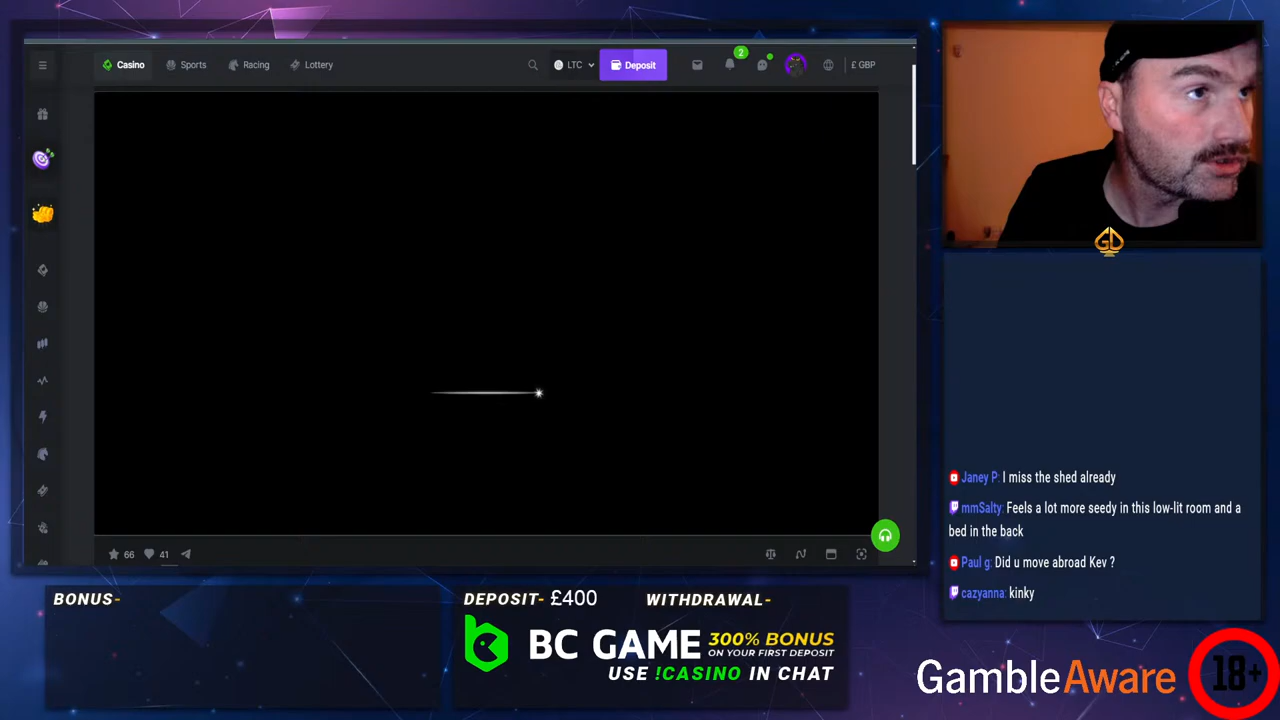 Casino
Sports
Racing
Lottery
LTC
Deposit
2
£ GBP
66
41
GD
Janey P: I miss the shed already
mmSalty: Feels a lot more seedy in this low-lit room and a
bed in the back
Paul g: Did u move abroad Kev ?
cazyanna: kinky
BONUS-
DEPOSIT- £400
WITHDRAWAL-
BC GAME
300% BONUS
ON YOUR FIRST DEPOSIT
USE !CASINO IN CHAT
GambleAware
18+